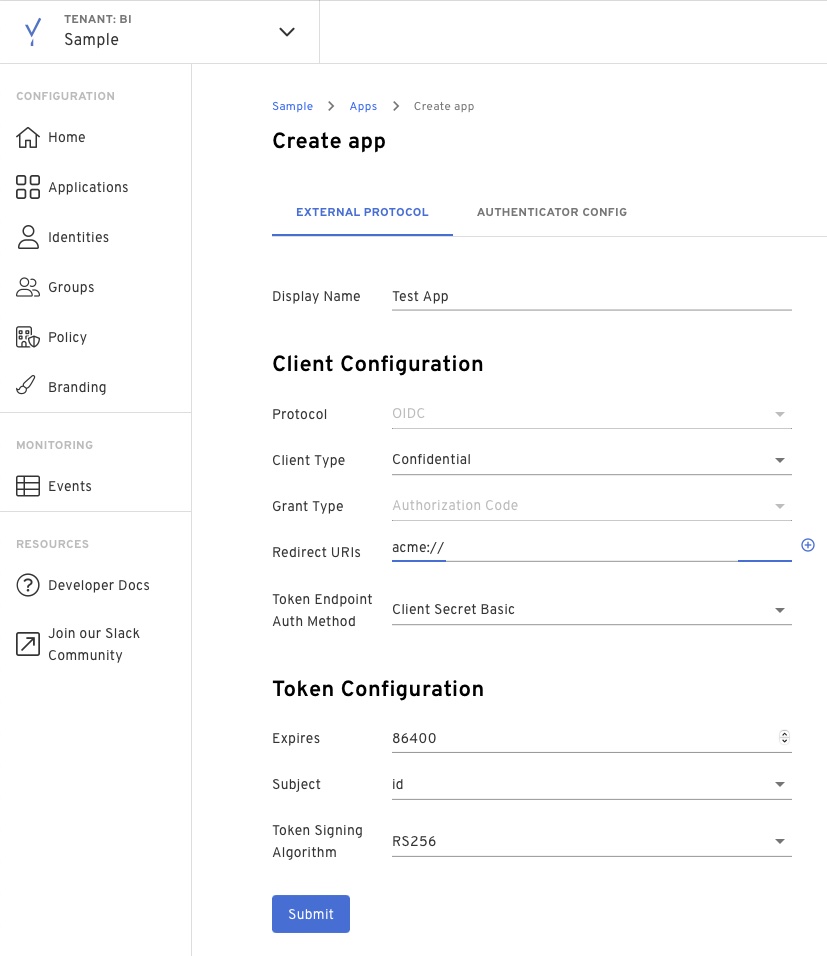 TENANT: BI
Sample
CONFIGURATION
Home
Applications
Identities
Groups
Policy
Branding
MONITORING
Events
RESOURCES
Developer Docs
Join our Slack
Community
Sample > Apps > Create app
Create app
EXTERNAL PROTOCOL AUTHENTICATOR CONFIG
Display Name Test App
Client Configuration
Protocol OIDC
Client Type Confidential
Grant Type Authorization Code
Redirect URIs acme://
Token Endpoint
Auth Method Client Secret Basic
Token Configuration
Expires 86400
Subject id
Token Signing
Algorithm RS256
Submit